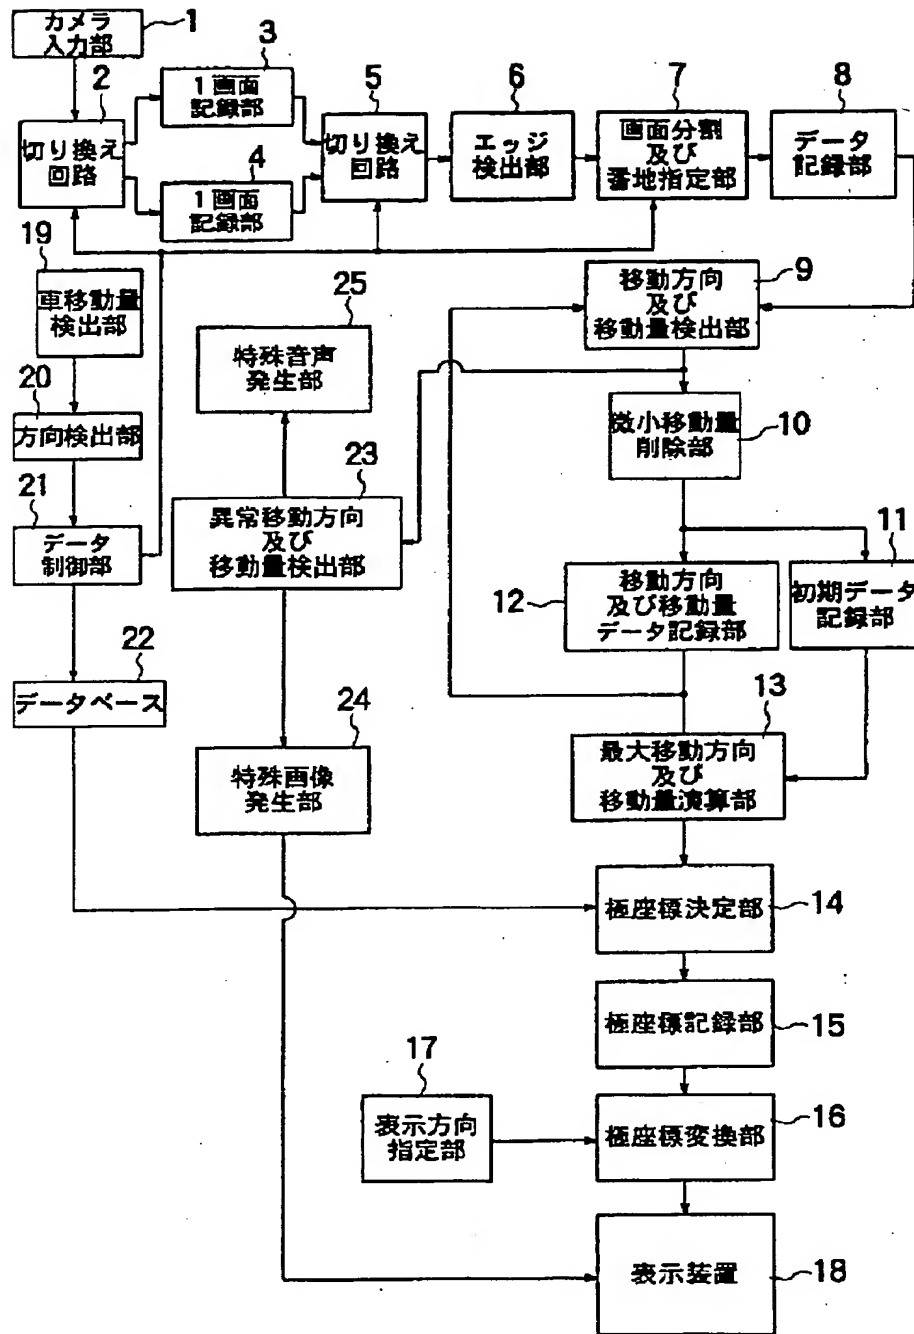 カメラ
入力部
1
2
切り換え
回路
3
1画面
記録部
4
1画面
記録部
5
切り換え
回路
6
エッジ
検出部
7
画面分割
及び
番地指定部
8
データ
記録部
19
車移動量
検出部
20
方向検出部
21
データ
制御部
22
データベース
25
特殊音声
発生部
23
異常移動方向
及び
移動量検出部
24
特殊画像
発生部
9
移動方向
及び
移動量検出部
10
微小移動量
削除部
11
初期データ
記録部
12
移動方向
及び移動量
データ記録部
13
最大移動方向
及び
移動量演算部
14
極座標決定部
15
極座標記録部
17
表示方向
指定部
16
極座標変換部
18
表示装置